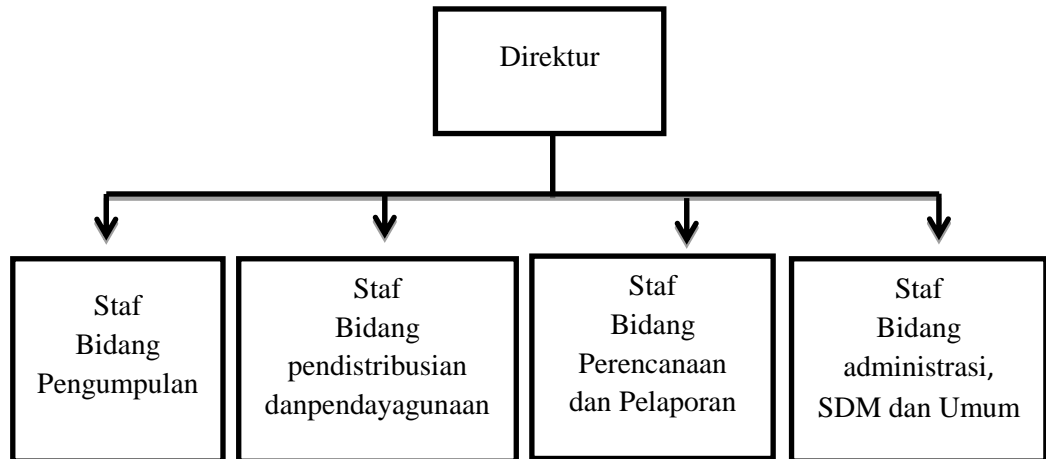 Direktur
Staf
Bidang
Pengumpulan
Staf
Bidang
pendistribusian
danpendayagunaan
Staf
Bidang
Perencanaan
dan Pelaporan
Staf
Bidang
administrasi,
SDM dan Umum